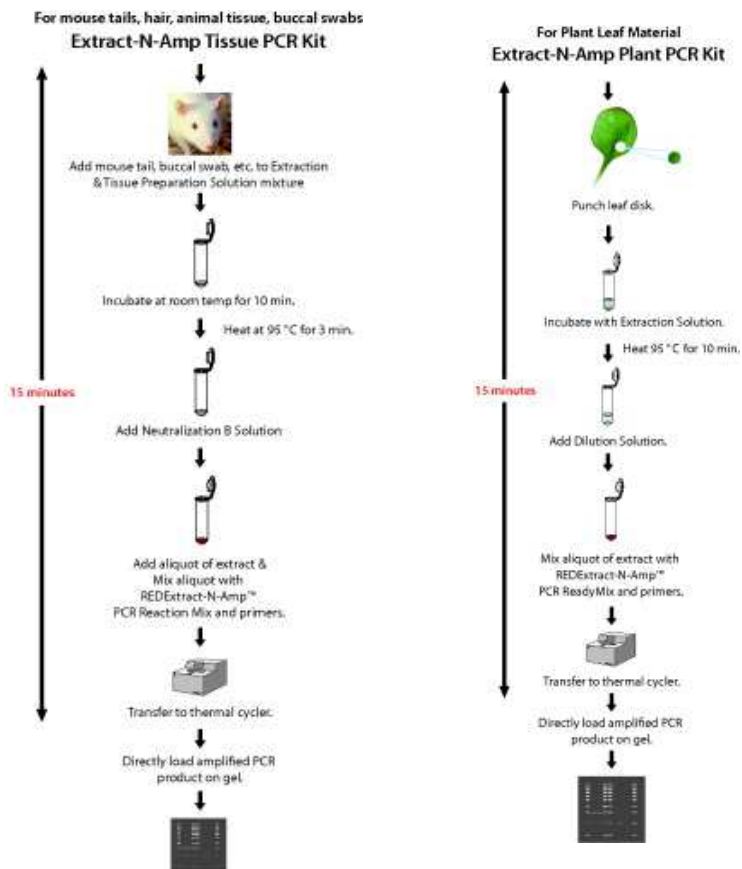 For mouse tails, hair, animal tissue, buccal swabs
Extract-N-Amp Tissue PCR Kit
Add mouse tail, buccal swab, etc. to Extraction
& Tissue Preparation Solution mixture
Incubate at room temp for 10 min.
Heat at 95 °C for 3 min.
15 minutes
Add Neutralization B Solution
Add aliquot of extract &
Mix aliquot with
REDExtract-N-Amp™
PCR Reaction Mix and primers.
Transfer to thermal cycler.
Directly load amplified PCR
product on gel.
For Plant Leaf Material
Extract-N-Amp Plant PCR Kit
Punch leaf disk.
Incubate with Extraction Solution.
Heat 95 °C for 10 min.
15 minutes
Add Dilution Solution.
Mix aliquot of extract with
REDExtract-N-Amp™
PCR ReadyMix and primers.
Transfer to thermal cycler.
Directly load amplified PCR
product on gel.